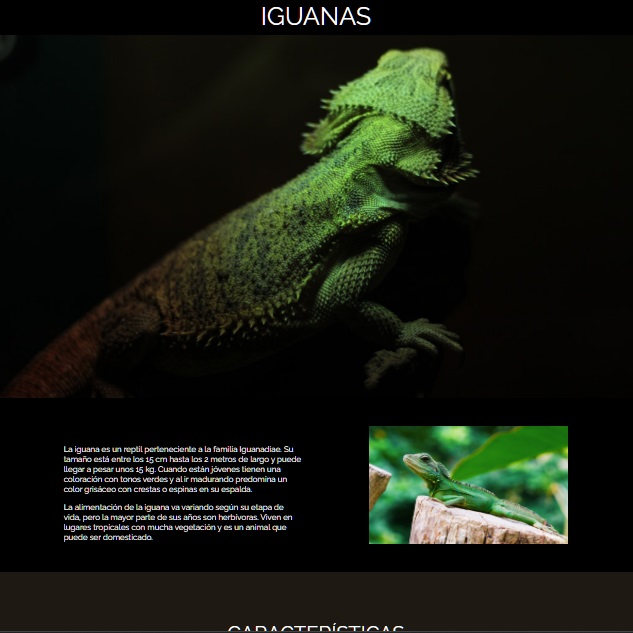 IGUANAS
La iguana es un reptil perteneciente a la familia Iguanadiae. Su
tamaño está entre los 15 cm hasta los 2 metros de largo y puede
llegar a pesar unos 15 kg. Cuando están jóvenes tienen una
coloración con tonos verdes y al ir madurando predomina un
color grisáceo con crestas o espinas en su espalda.
La alimentación de la iguana va variando según su etapa de
vida, pero la mayor parte de sus años son herbívoras. Viven en
lugares tropicales con mucha vegetación y es un animal que
puede ser domesticado.
CARACTERÍSTICAS